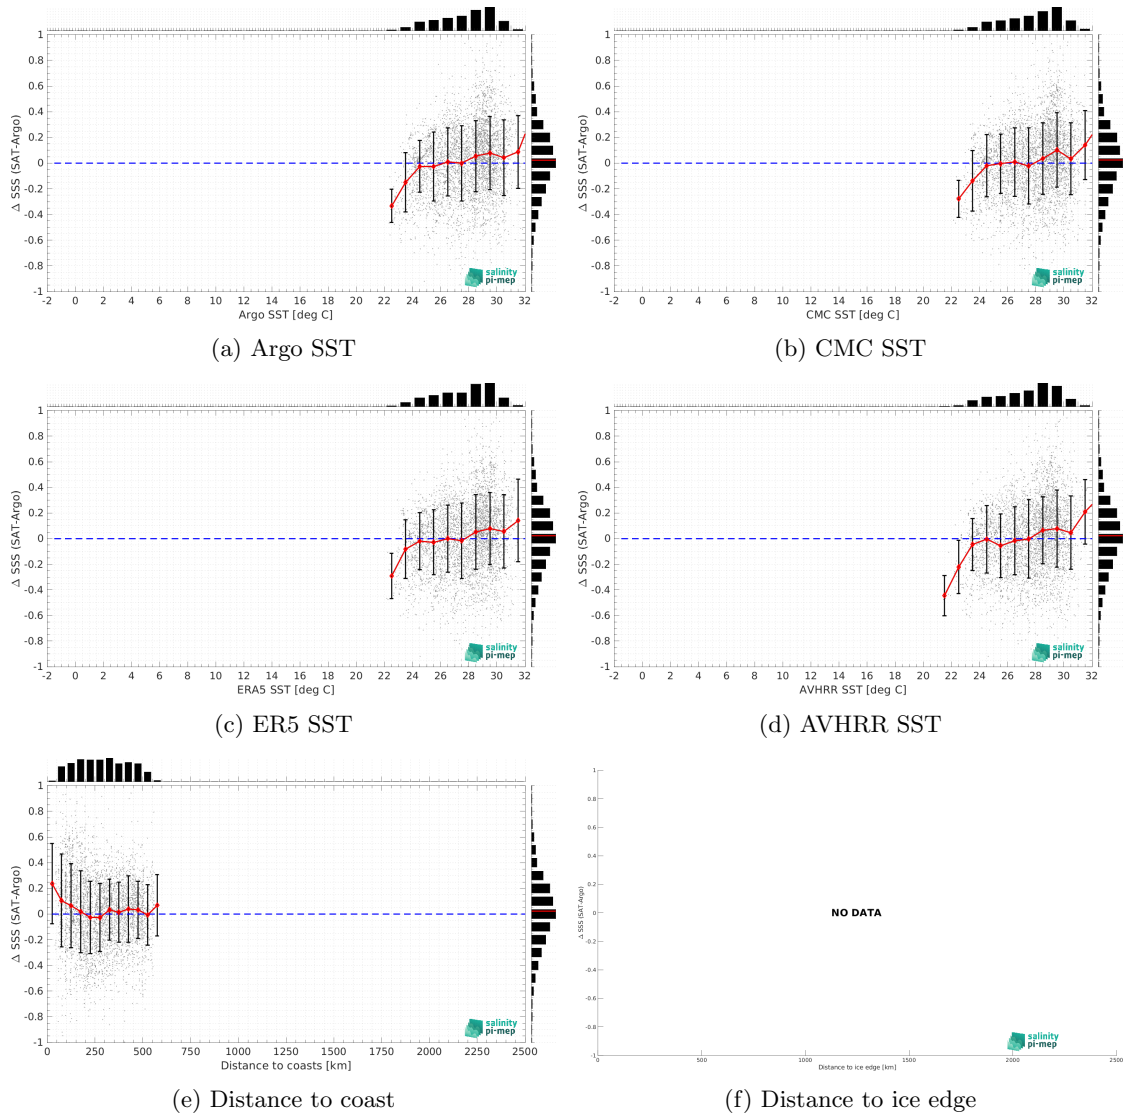 1
0.8
0.6
0.4
0.2
0
-0.2
-0.4
-0.6
-0.8
-1
Δ SSS (SAT-Argo)
-2 0 2 4 6 8 10 12 14 16 18 20 22 24 26 28 30 32
Argo SST [deg C]
salinity
pi-mep
(a) Argo SST
1
0.8
0.6
0.4
0.2
0
-0.2
-0.4
-0.6
-0.8
-1
Δ SSS (SAT-Argo)
-2 0 2 4 6 8 10 12 14 16 18 20 22 24 26 28 30 32
CMC SST [deg C]
salinity
pi-mep
(b) CMC SST
1
0.8
0.6
0.4
0.2
0
-0.2
-0.4
-0.6
-0.8
-1
Δ SSS (SAT-Argo)
-2 0 2 4 6 8 10 12 14 16 18 20 22 24 26 28 30 32
ERA5 SST [deg C]
salinity
pi-mep
(c) ER5 SST
1
0.8
0.6
0.4
0.2
0
-0.2
-0.4
-0.6
-0.8
-1
Δ SSS (SAT-Argo)
-2 0 2 4 6 8 10 12 14 16 18 20 22 24 26 28 30 32
AVHRR SST [deg C]
salinity
pi-mep
(d) AVHRR SST
1
0.8
0.6
0.4
0.2
0
-0.2
-0.4
-0.6
-0.8
-1
Δ SSS (SAT-Argo)
0 250 500 750 1000 1250 1500 1750 2000 2250 2500
Distance to coasts [km]
salinity
pi-mep
(e) Distance to coast
1
0.8
0.6
0.4
0.2
0
-0.2
-0.4
-0.6
-0.8
-1
Δ SSS (SAT-Argo)
NO DATA
0 500 1000 1500 2000 2500
Distance to ice edge [km]
salinity
pi-mep
(f) Distance to ice edge